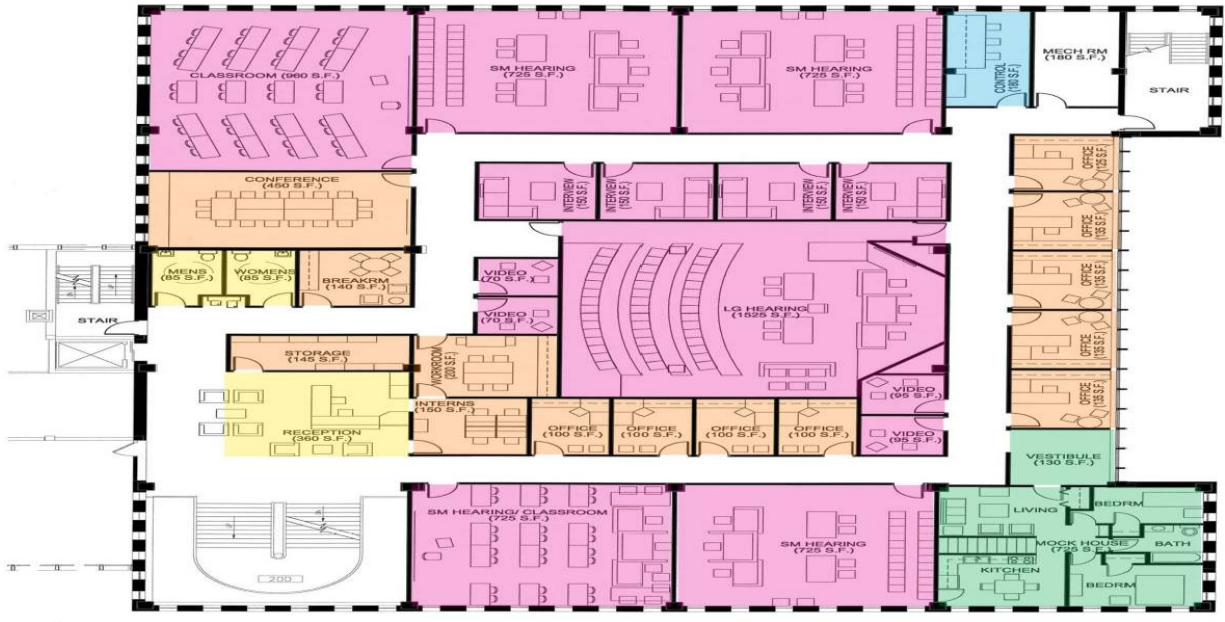 CLASSROOM (960 S.F.)
SM HEARING
(725 S.F.)
SM HEARING
(725 S.F.)
CONTROL
(180 S.F.)
MECH RM
(180 S.F.)
STAIR
CONFERENCE
(450 S.F.)
INTERVIEW
(150 S.F.)
INTERVIEW
(150 S.F.)
INTERVIEW
(150 S.F.)
INTERVIEW
(150 S.F.)
OFFICE
(125 S.F.)
OFFICE
(135 S.F.)
OFFICE
(135 S.F.)
OFFICE
(135 S.F.)
OFFICE
(135 S.F.)
MENS
(85 S.F.)
WOMENS
(85 S.F.)
BREAKRM
(140 S.F.)
VIDEO
(70 S.F.)
VIDEO
(70 S.F.)
LG HEARING
(1525 S.F.)
STAIR
STORAGE
(145 S.F.)
WORKROOM
(200 S.F.)
VIDEO
(95 S.F.)
VIDEO
(95 S.F.)
RECEPTION
(360 S.F.)
INTERNS
(150 S.F.)
OFFICE
(100 S.F.)
OFFICE
(100 S.F.)
OFFICE
(100 S.F.)
OFFICE
(100 S.F.)
VESTIBULE
(130 S.F.)
SM HEARING/ CLASSROOM
(725 S.F.)
SM HEARING
(725 S.F.)
LIVING
BEDRM
MOCK HOUSE
(725 S.F.)
BATH
KITCHEN
BEDRM
200